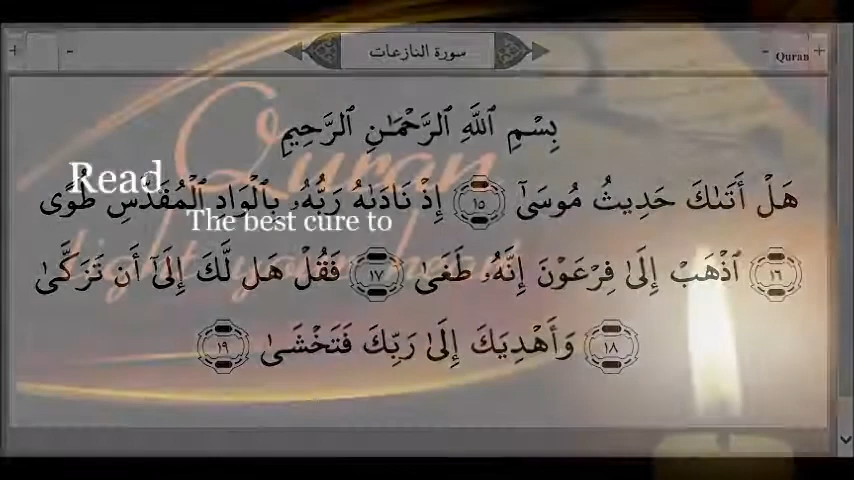 سورة النازعات
Quran
بِسْمِ ٱللَّهِ ٱلرَّحْمَـٰنِ ٱلرَّحِيمِ
هَلْ أَتَىٰكَ حَدِيثُ مُوسَىٰٓ ١٥ إِذْ نَادَىٰهُ رَبُّهُۥ بِٱلْوَادِ ٱلْمُقَدَّسِ طُوًى
١٦ ٱذْهَبْ إِلَىٰ فِرْعَوْنَ إِنَّهُۥ طَغَىٰ ١٧ فَقُلْ هَل لَّكَ إِلَىٰٓ أَن تَزَكَّىٰ
١٨ وَأَهْدِيَكَ إِلَىٰ رَبِّكَ فَتَخْشَىٰ ١٩
Read
Quran
The best cure to